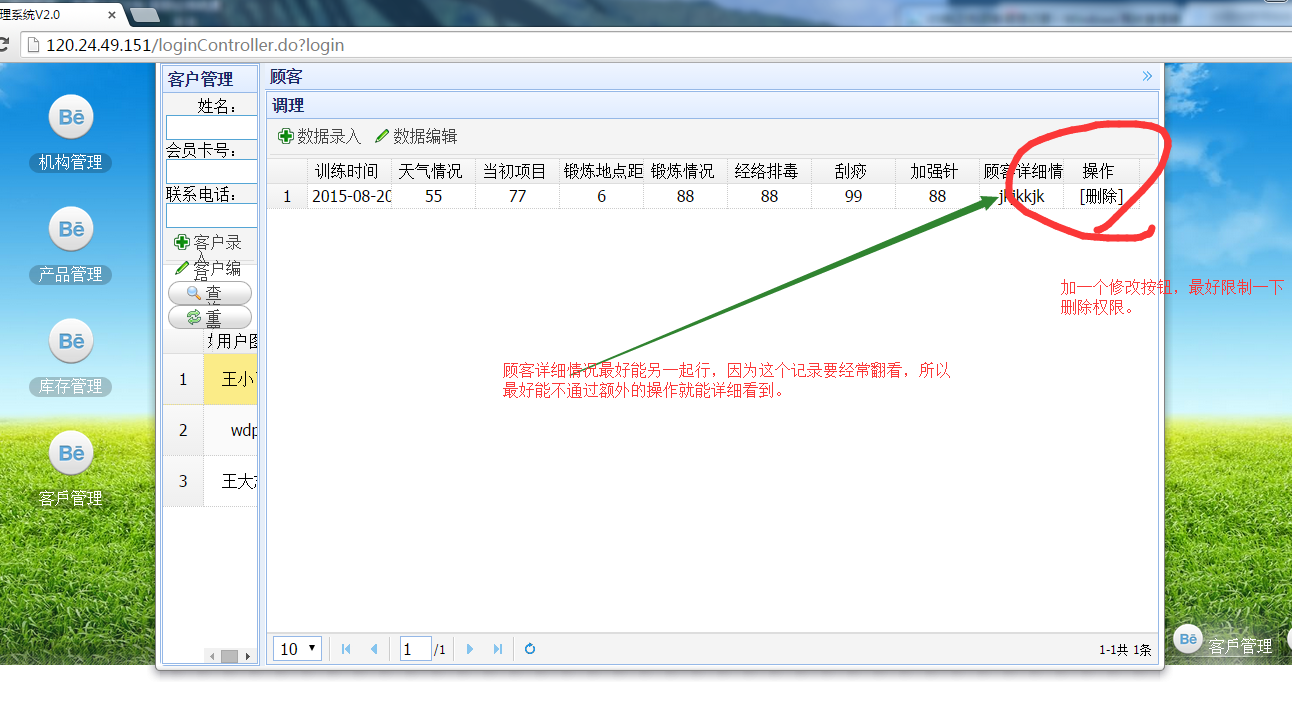 理系统V2.0
120.24.49.151/loginController.do?login
Bē
机构管理
Bē
产品管理
Bē
库存管理
Bē
客户管理
客户管理
姓名：
会员卡号：
联系电话：
客户录
客户编
查
重
用户图
1 王小
2 wdp
3 王大
顾客
调理
数据录入 数据编辑
训练时间 天气情况 当初项目 锻炼地点距 锻炼情况 经络排毒 刮痧 加强针 顾客详细情 操作
1 2015-08-20 55 77 6 88 88 99 88 jkjkkjk [删除]
加一个修改按钮，最好限制一下
删除权限。
顾客详细情况最好能另一起行，因为这个记录要经常翻看，所以
最好能不通过额外的操作就能详细看到。
10 1 /1 1-1共 1条
Bē 客户管理